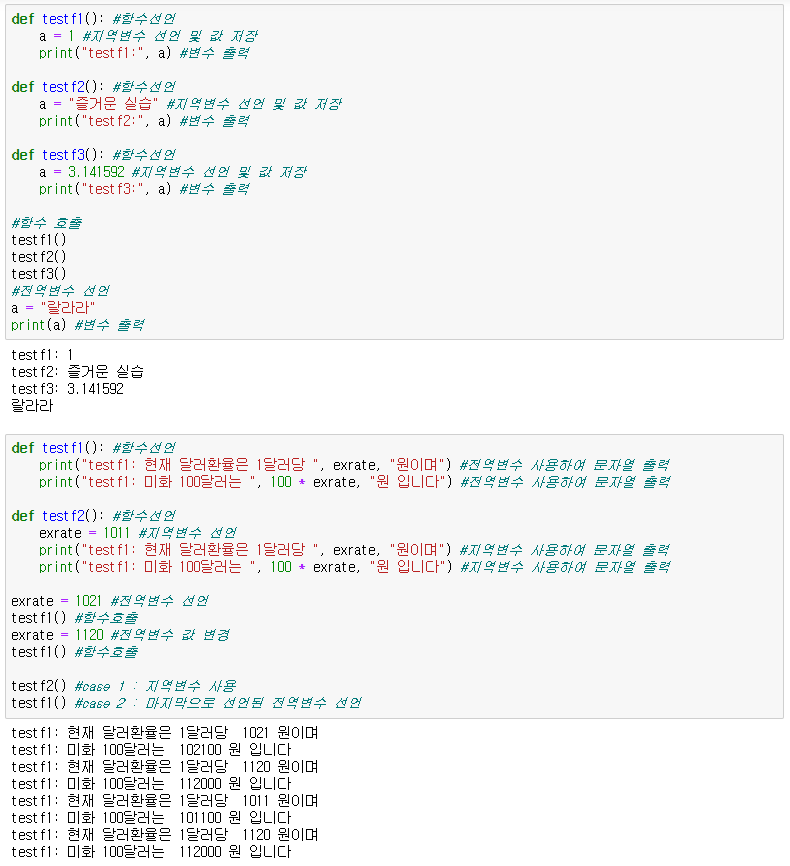 def testf1(): #함수선언
    a = 1 #지역변수 선언 및 값 저장
    print("testf1:", a) #변수 출력

def testf2(): #함수선언
    a = "즐거운 실습" #지역변수 선언 및 값 저장
    print("testf2:", a) #변수 출력

def testf3(): #함수선언
    a = 3.141592 #지역변수 선언 및 값 저장
    print("testf3:", a) #변수 출력

#함수 호출
testf1()
testf2()
testf3()
#전역변수 선언
a = "랄라라"
print(a) #변수 출력

testf1: 1
testf2: 즐거운 실습
testf3: 3.141592
랄라라

def testf1(): #함수선언
    print("testf1: 현재 달러환율은 1달러당 ", exrate, "원이며") #전역변수 사용하여 문자열 출력
    print("testf1: 미화 100달러는 ", 100 * exrate, "원 입니다") #전역변수 사용하여 문자열 출력

def testf2(): #함수선언
    exrate = 1011 #지역변수 선언
    print("testf1: 현재 달러환율은 1달러당 ", exrate, "원이며") #지역변수 사용하여 문자열 출력
    print("testf1: 미화 100달러는 ", 100 * exrate, "원 입니다") #지역변수 사용하여 문자열 출력

exrate = 1021 #전역변수 선언
testf1() #함수호출
exrate = 1120 #전역변수 값 변경
testf1() #함수호출

testf2() #case 1 : 지역변수 사용
testf1() #case 2 : 마지막으로 선언된 전역변수 선언

testf1: 현재 달러환율은 1달러당  1021 원이며
testf1: 미화 100달러는  102100 원 입니다
testf1: 현재 달러환율은 1달러당  1120 원이며
testf1: 미화 100달러는  112000 원 입니다
testf1: 현재 달러환율은 1달러당  1011 원이며
testf1: 미화 100달러는  101100 원 입니다
testf1: 현재 달러환율은 1달러당  1120 원이며
testf1: 미화 100달러는  112000 원 입니다